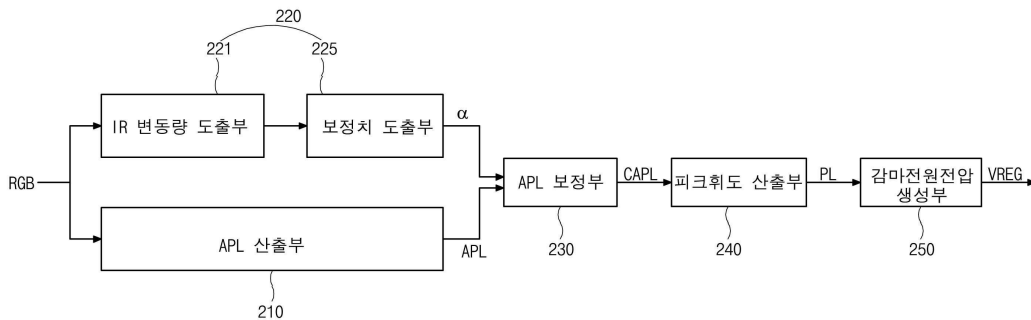 220
221
225
IR 변동량 도출부
보정치 도출부
α
RGB
APL 보정부
CAPL
피크휘도 산출부
PL
감마전원전압
생성부
VREG
APL 산출부
APL
230
240
250
210